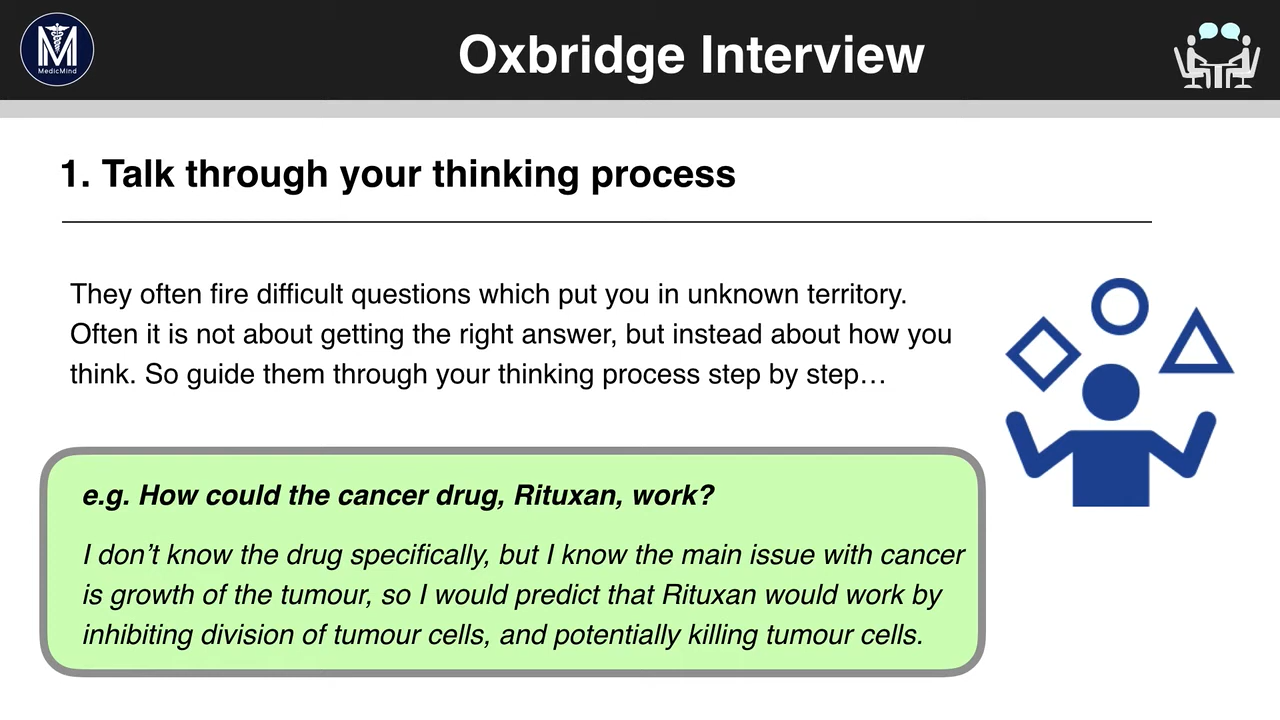 Oxbridge Interview
MedicMind
1. Talk through your thinking process
They often fire difficult questions which put you in unknown territory.
Often it is not about getting the right answer, but instead about how you
think. So guide them through your thinking process step by step…
e.g. How could the cancer drug, Rituxan, work?
I don’t know the drug specifically, but I know the main issue with cancer
is growth of the tumour, so I would predict that Rituxan would work by
inhibiting division of tumour cells, and potentially killing tumour cells.